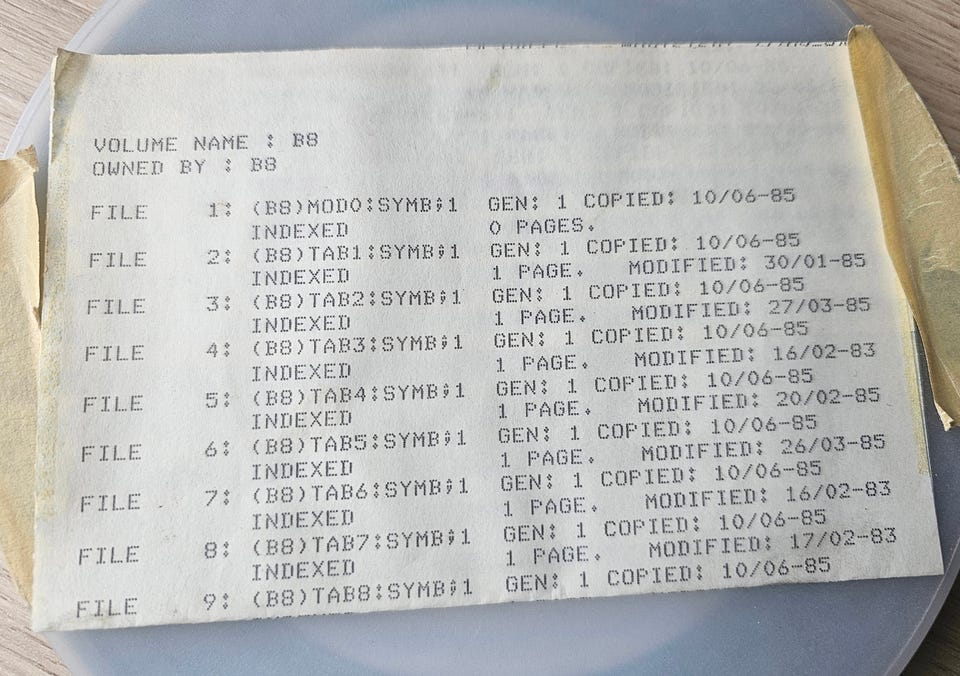 VOLUME NAME : B8
OWNED BY : B8
FILE 1: (B8)MODO:SYMB;1 GEN: 1 COPIED: 10/06-85
INDEXED 0 PAGES.
FILE 2: (B8)TAB1:SYMB;1 GEN: 1 COPIED: 10/06-85
INDEXED 1 PAGE. MODIFIED: 30/01-85
FILE 3: (B8)TAB2:SYMB;1 GEN: 1 COPIED: 10/06-85
INDEXED 1 PAGE. MODIFIED: 27/03-85
FILE 4: (B8)TAB3:SYMB;1 GEN: 1 COPIED: 10/06-85
INDEXED 1 PAGE. MODIFIED: 16/02-83
FILE 5: (B8)TAB4:SYMB;1 GEN: 1 COPIED: 10/06-85
INDEXED 1 PAGE. MODIFIED: 20/02-85
FILE 6: (B8)TAB5:SYMB;1 GEN: 1 COPIED: 10/06-85
INDEXED 1 PAGE. MODIFIED: 26/03-85
FILE 7: (B8)TAB6:SYMB;1 GEN: 1 COPIED: 10/06-85
INDEXED 1 PAGE. MODIFIED: 16/02-83
FILE 8: (B8)TAB7:SYMB;1 GEN: 1 COPIED: 10/06-85
INDEXED 1 PAGE. MODIFIED: 17/02-83
FILE 9: (B8)TAB8:SYMB;1 GEN: 1 COPIED: 10/06-85